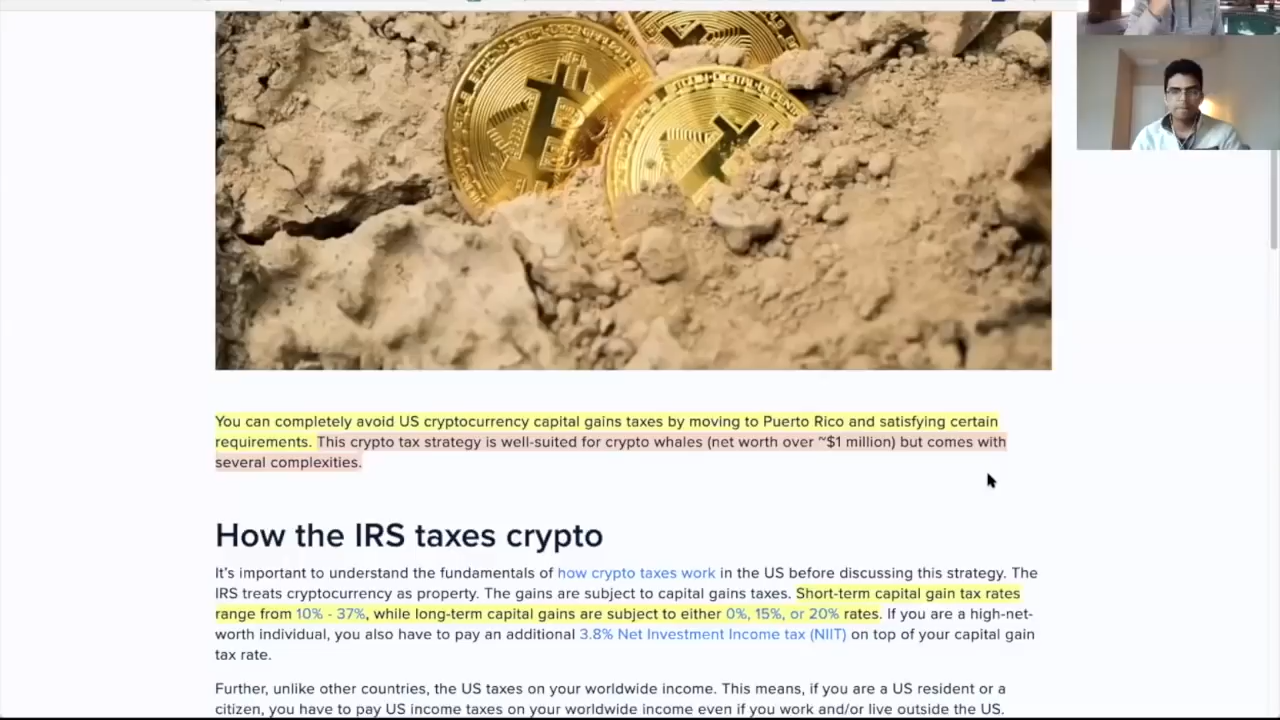 You can completely avoid US cryptocurrency capital gains taxes by moving to Puerto Rico and satisfying certain
requirements. This crypto tax strategy is well-suited for crypto whales (net worth over ~$1 million) but comes with
several complexities.
How the IRS taxes crypto
It's important to understand the fundamentals of how crypto taxes work in the US before discussing this strategy. The
IRS treats cryptocurrency as property. The gains are subject to capital gains taxes. Short-term capital gain tax rates
range from 10% - 37%, while long-term capital gains are subject to either 0%, 15%, or 20% rates. If you are a high-net-
worth individual, you also have to pay an additional 3.8% Net Investment Income tax (NIIT) on top of your capital gain
tax rate.
Further, unlike other countries, the US taxes on your worldwide income. This means, if you are a US resident or a
citizen, you have to pay US income taxes on your worldwide income even if you work and/or live outside the US.